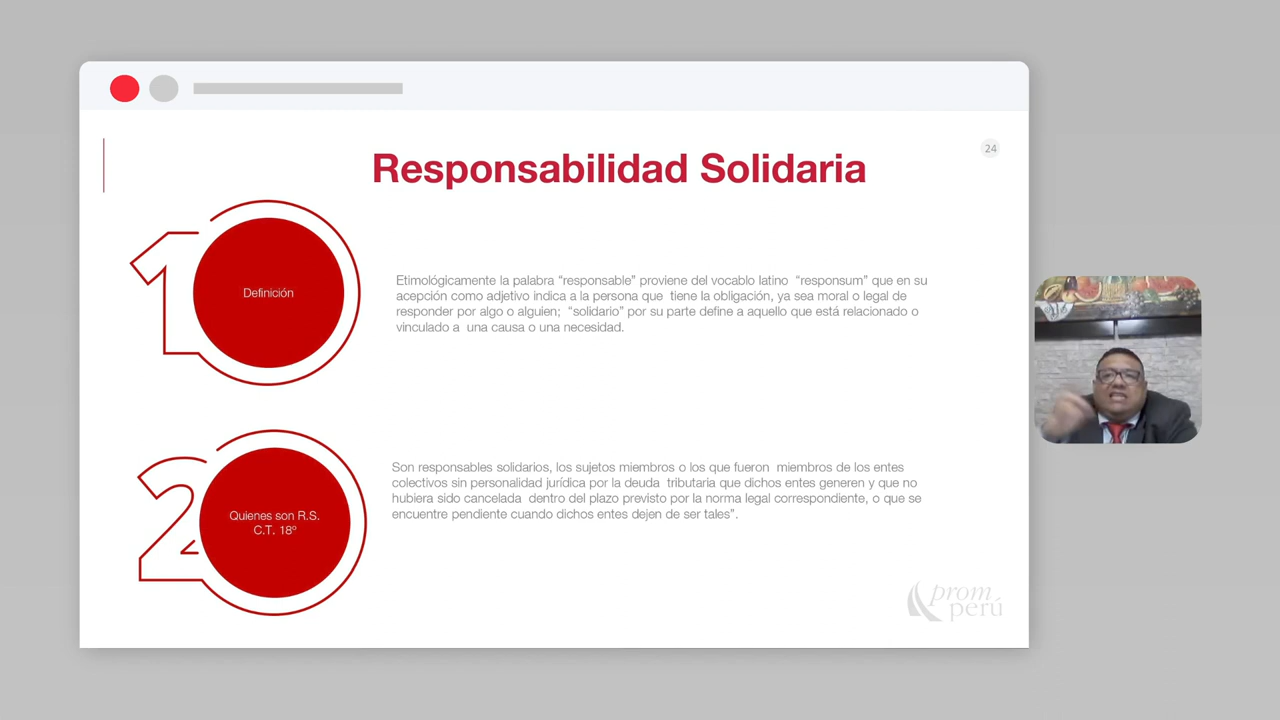 Responsabilidad Solidaria
24
Definición
Etimológicamente la palabra “responsable” proviene del vocablo latino “responsum” que en su
acepción como adjetivo indica a la persona que tiene la obligación, ya sea moral o legal de
responder por algo o alguien; “solidario” por su parte define a aquello que está relacionado o
vinculado a una causa o una necesidad.
1
2
Quienes son R.S.
C.T. 18º
Son responsables solidarios, los sujetos miembros o los que fueron miembros de los entes
colectivos sin personalidad jurídica por la deuda tributaria que dichos entes generen y que no
hubiera sido cancelada dentro del plazo previsto por la norma legal correspondiente, o que se
encuentre pendiente cuando dichos entes dejen de ser tales”.
prom
perú